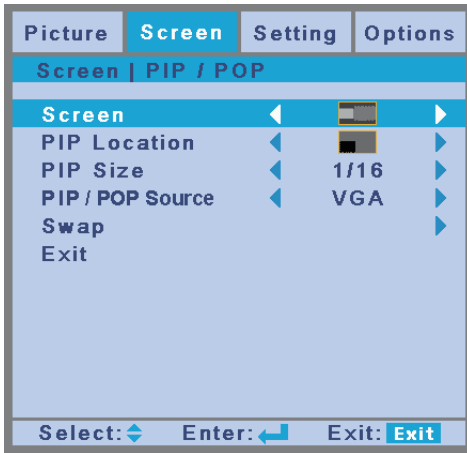 Picture Screen Setting Options
Screen | PIP / POP
Screen
PIP Location
PIP Size 1/16
PIP / POP Source VGA
Swap
Exit
Select: Enter: Exit: Exit